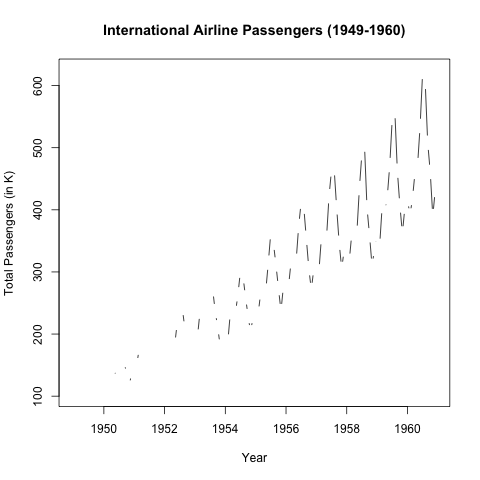 International Airline Passengers (1949-1960)
Total Passengers (in K)
600
500
400
300
200
100
1950 1952 1954 1956 1958 1960
Year